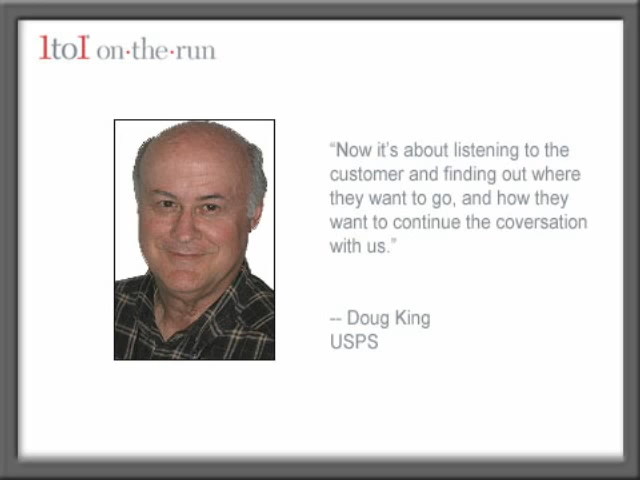 1to1 on·the·run
“Now it’s about listening to the
customer and finding out where
they want to go, and how they
want to continue the coversation
with us.”
-- Doug King
USPS